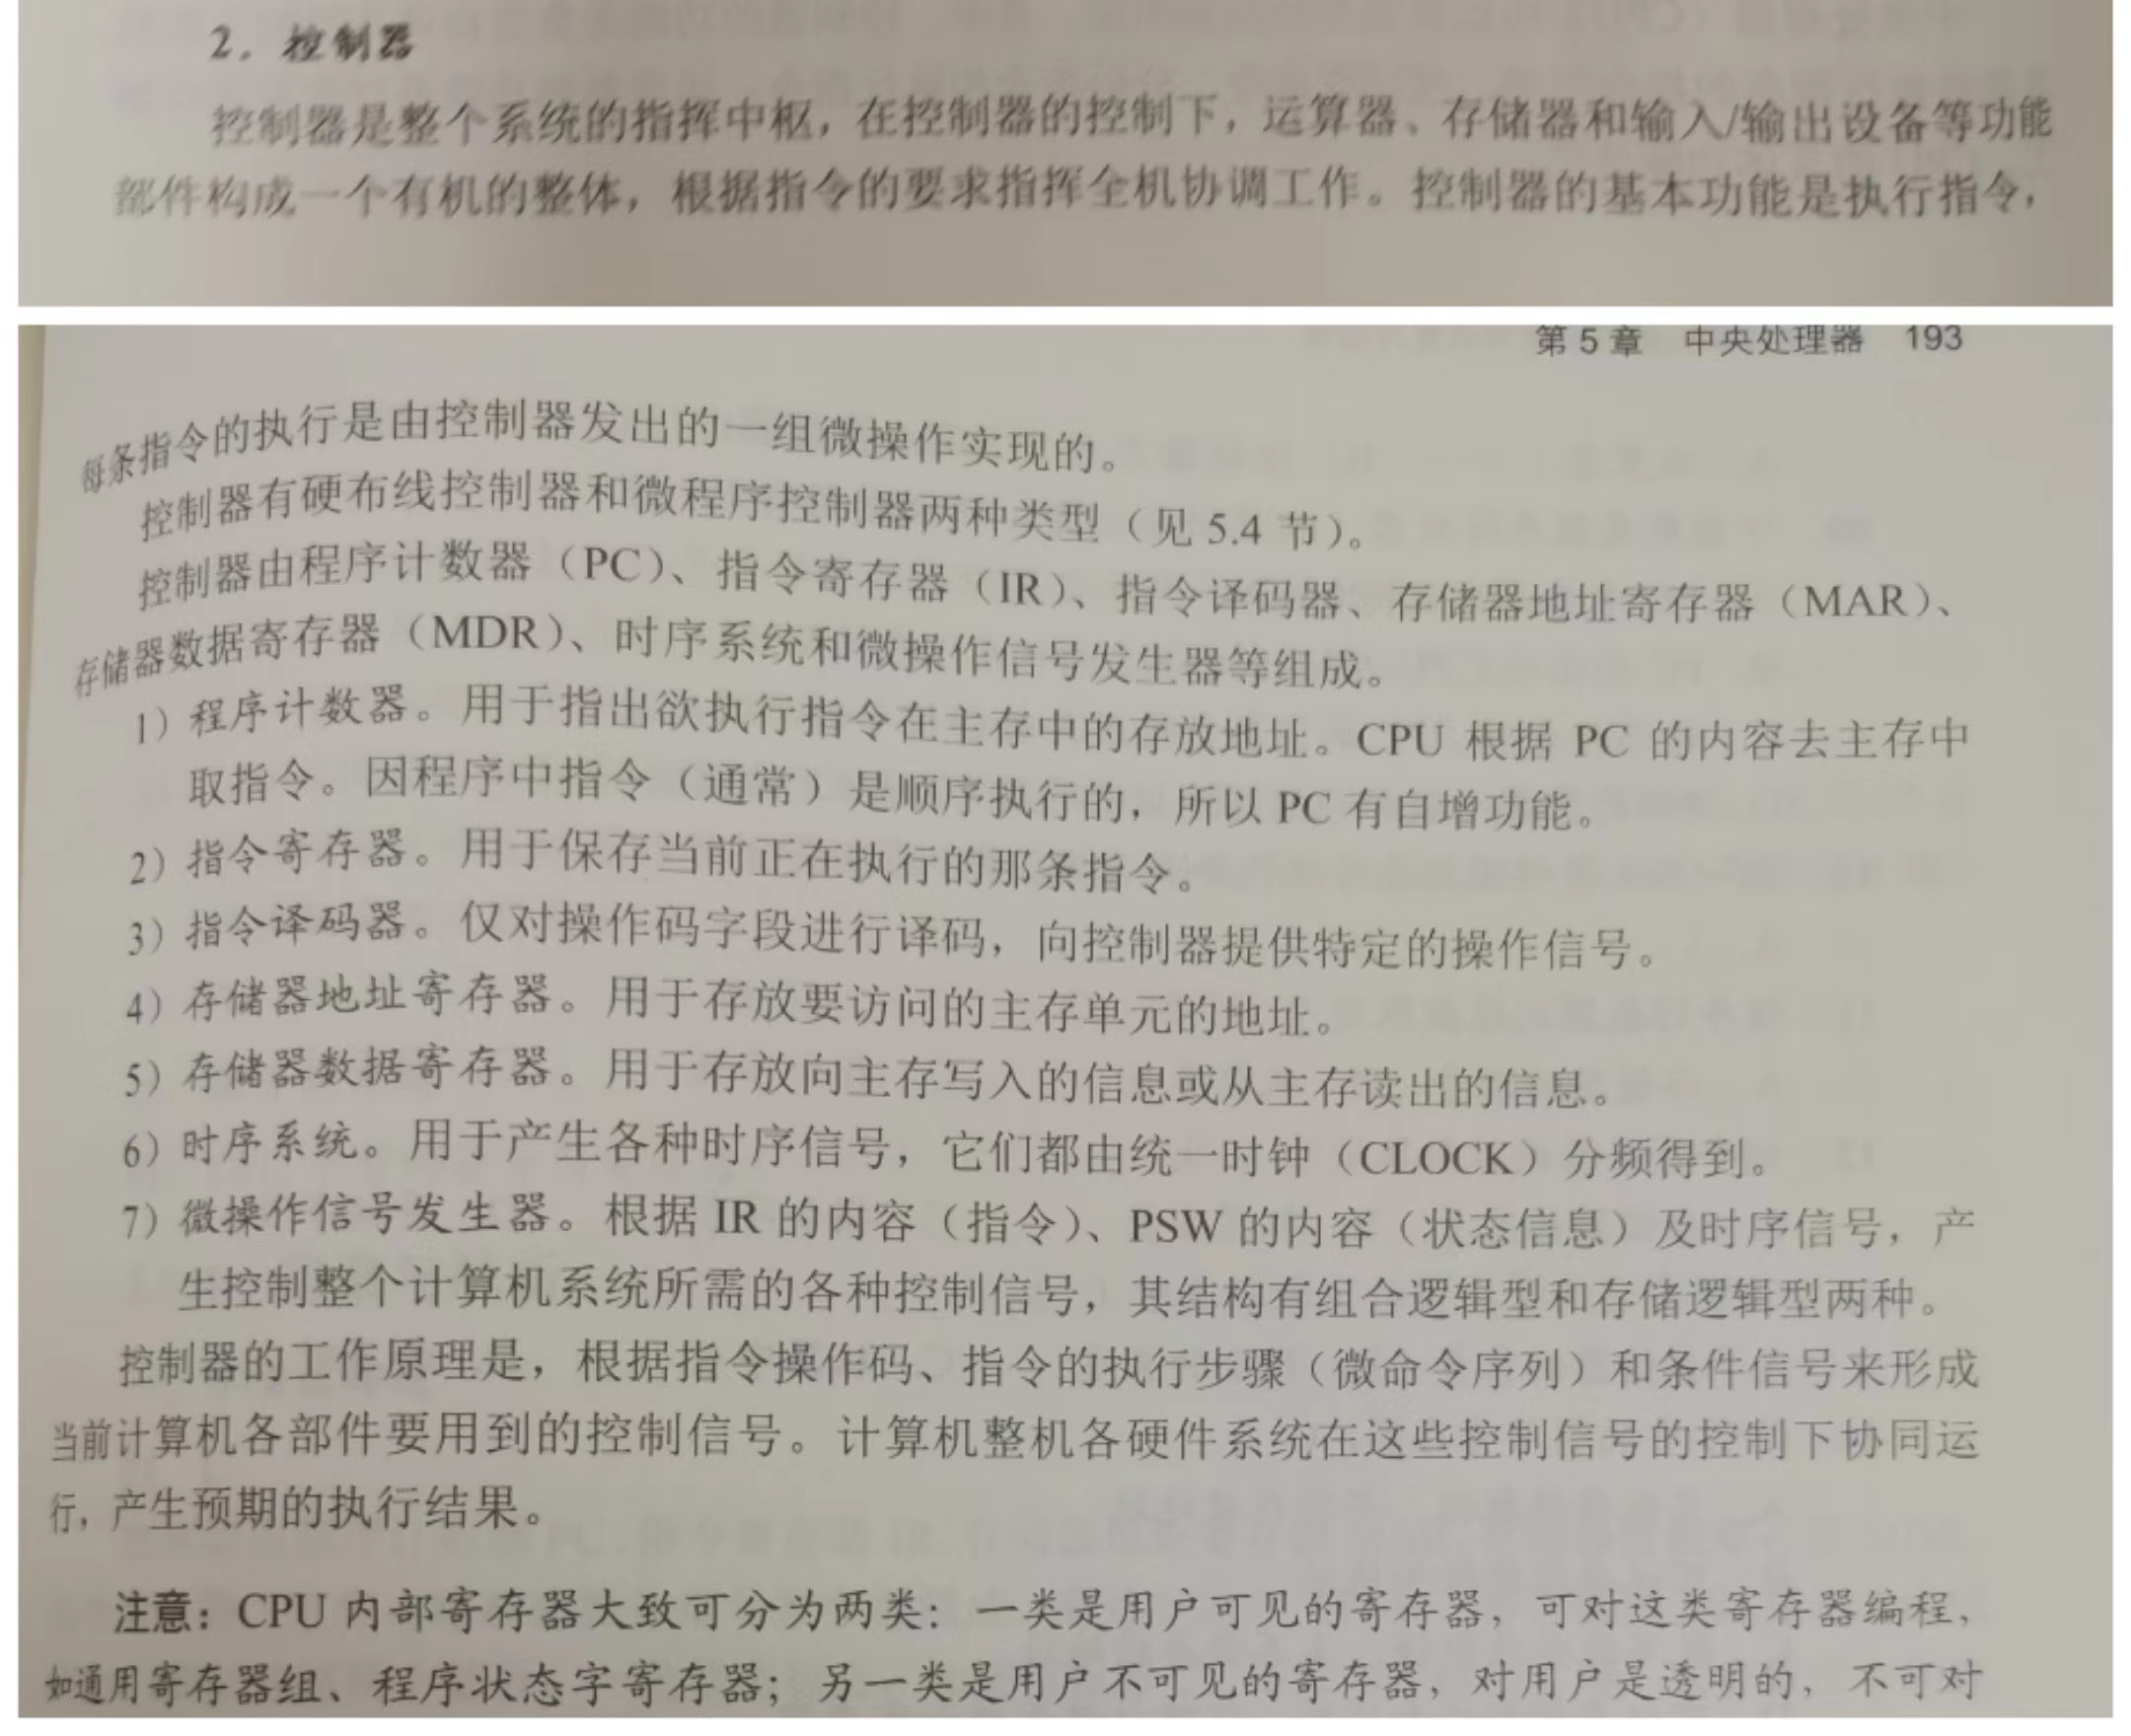 2. 控制器
控制器是整个系统的指挥中枢，在控制器的控制下，运算器、存储器和输入/输出设备等功能
部件构成一个有机的整体，根据指令的要求指挥全机协调工作。控制器的基本功能是执行指令，
第 5 章 中央处理器 193
每条指令的执行是由控制器发出的一组微操作实现的。
控制器有硬布线控制器和微程序控制器两种类型（见 5.4 节）。
控制器由程序计数器（PC）、指令寄存器（IR）、指令译码器、存储器地址寄存器（MAR）、
存储器数据寄存器（MDR）、时序系统和微操作信号发生器等组成。
1）程序计数器。用于指出欲执行指令在主存中的存放地址。CPU 根据 PC 的内容去主存中
取指令。因程序中指令（通常）是顺序执行的，所以 PC 有自增功能。
2）指令寄存器。用于保存当前正在执行的那条指令。
3）指令译码器。仅对操作码字段进行译码，向控制器提供特定的操作信号。
4）存储器地址寄存器。用于存放要访问的主存单元的地址。
5）存储器数据寄存器。用于存放向主存写入的信息或从主存读出的信息。
6）时序系统。用于产生各种时序信号，它们都由统一时钟（CLOCK）分频得到。
7）微操作信号发生器。根据 IR 的内容（指令）、PSW 的内容（状态信息）及时序信号，产
生控制整个计算机系统所需的各种控制信号，其结构有组合逻辑型和存储逻辑型两种。
控制器的工作原理是，根据指令操作码、指令的执行步骤（微命令序列）和条件信号来形成
当前计算机各部件要用到的控制信号。计算机整机各硬件系统在这些控制信号的控制下协同运
行，产生预期的执行结果。
注意：CPU 内部寄存器大致可分为两类：一类是用户可见的寄存器，可对这类寄存器编程，
如通用寄存器组、程序状态字寄存器；另一类是用户不可见的寄存器，对用户是透明的，不可对